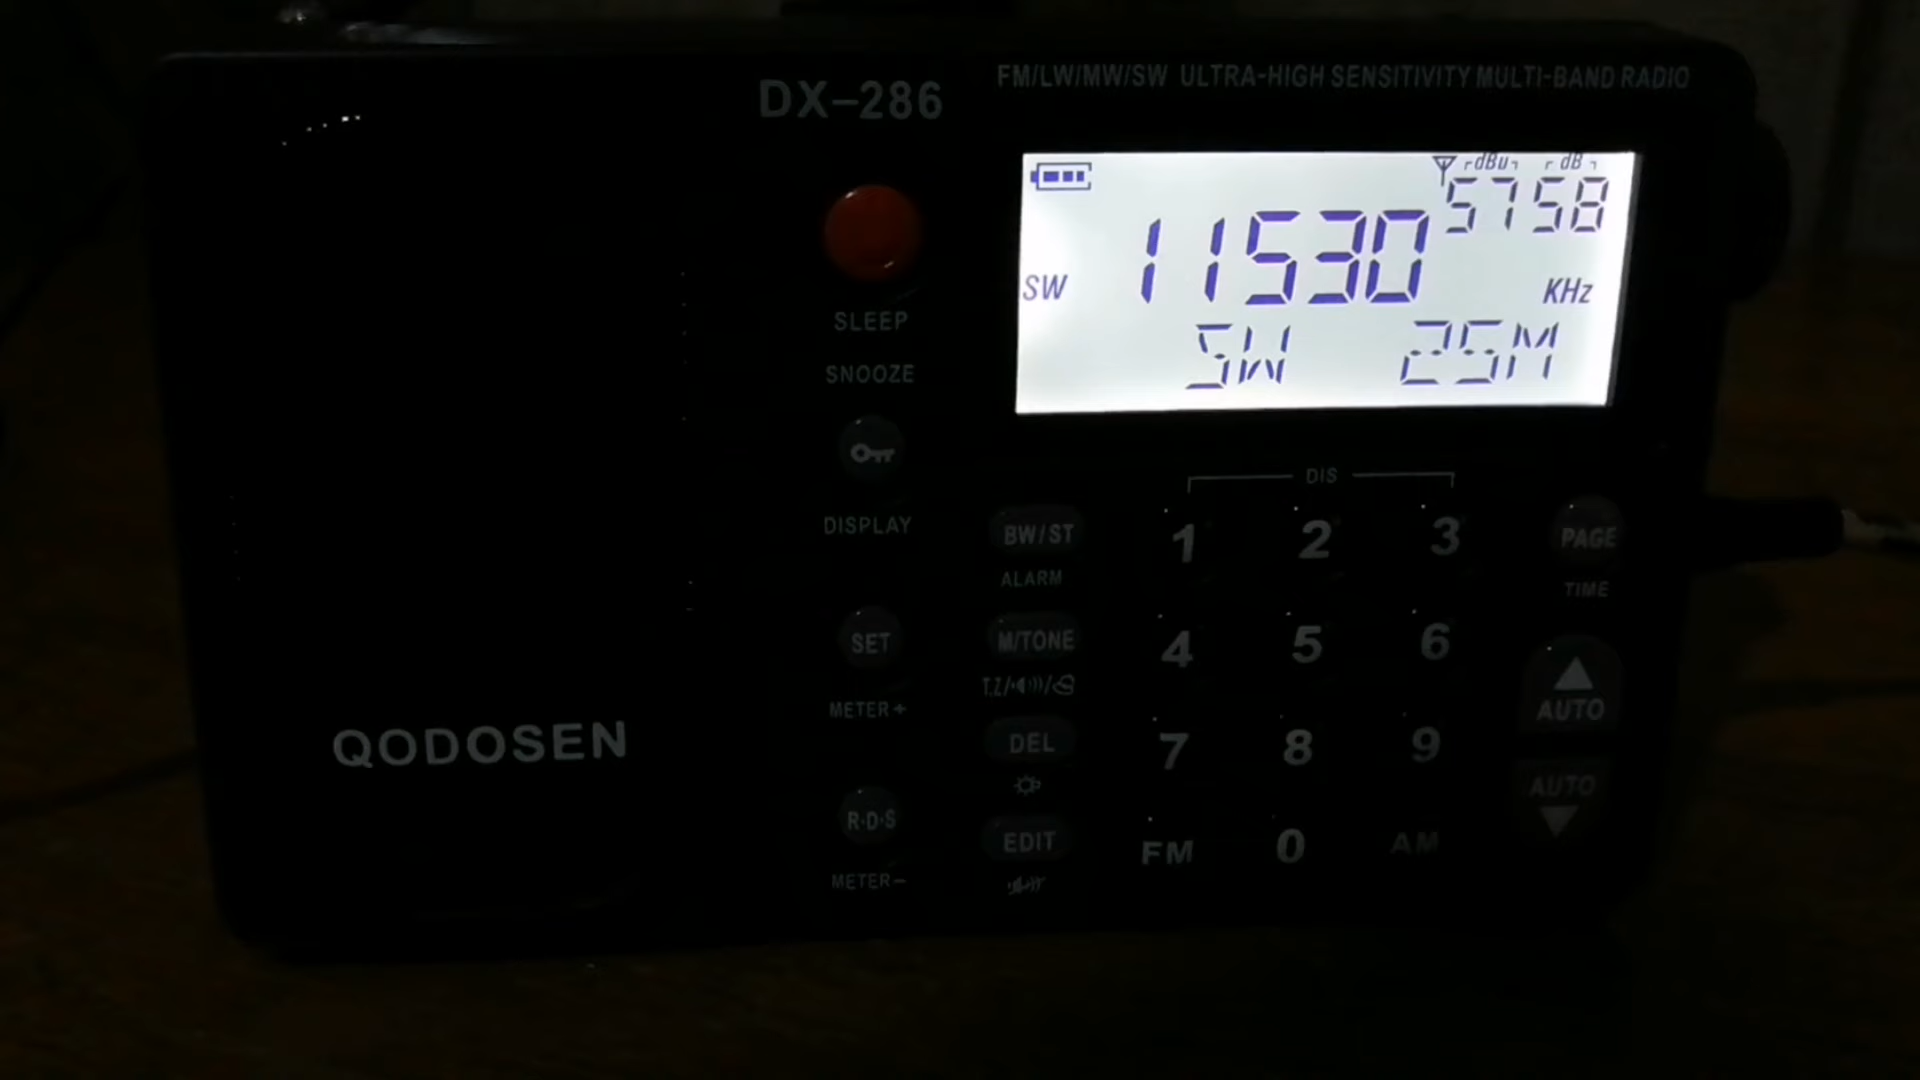 DX-286
FM/LW/MW/SW ULTRA-HIGH SENSITIVITY MULTI-BAND RADIO
dBu dB
57 58
SW 11530 KHz
SW 25M
SLEEP
SNOOZE
DISPLAY
DIS
BW/ST 1 2 3 PAGE
ALARM TIME
SET M/TONE 4 5 6
T.Z/ /
METER + AUTO
QODOSEN DEL 7 8 9
AUTO
R·D·S EDIT FM 0 AM
METER -